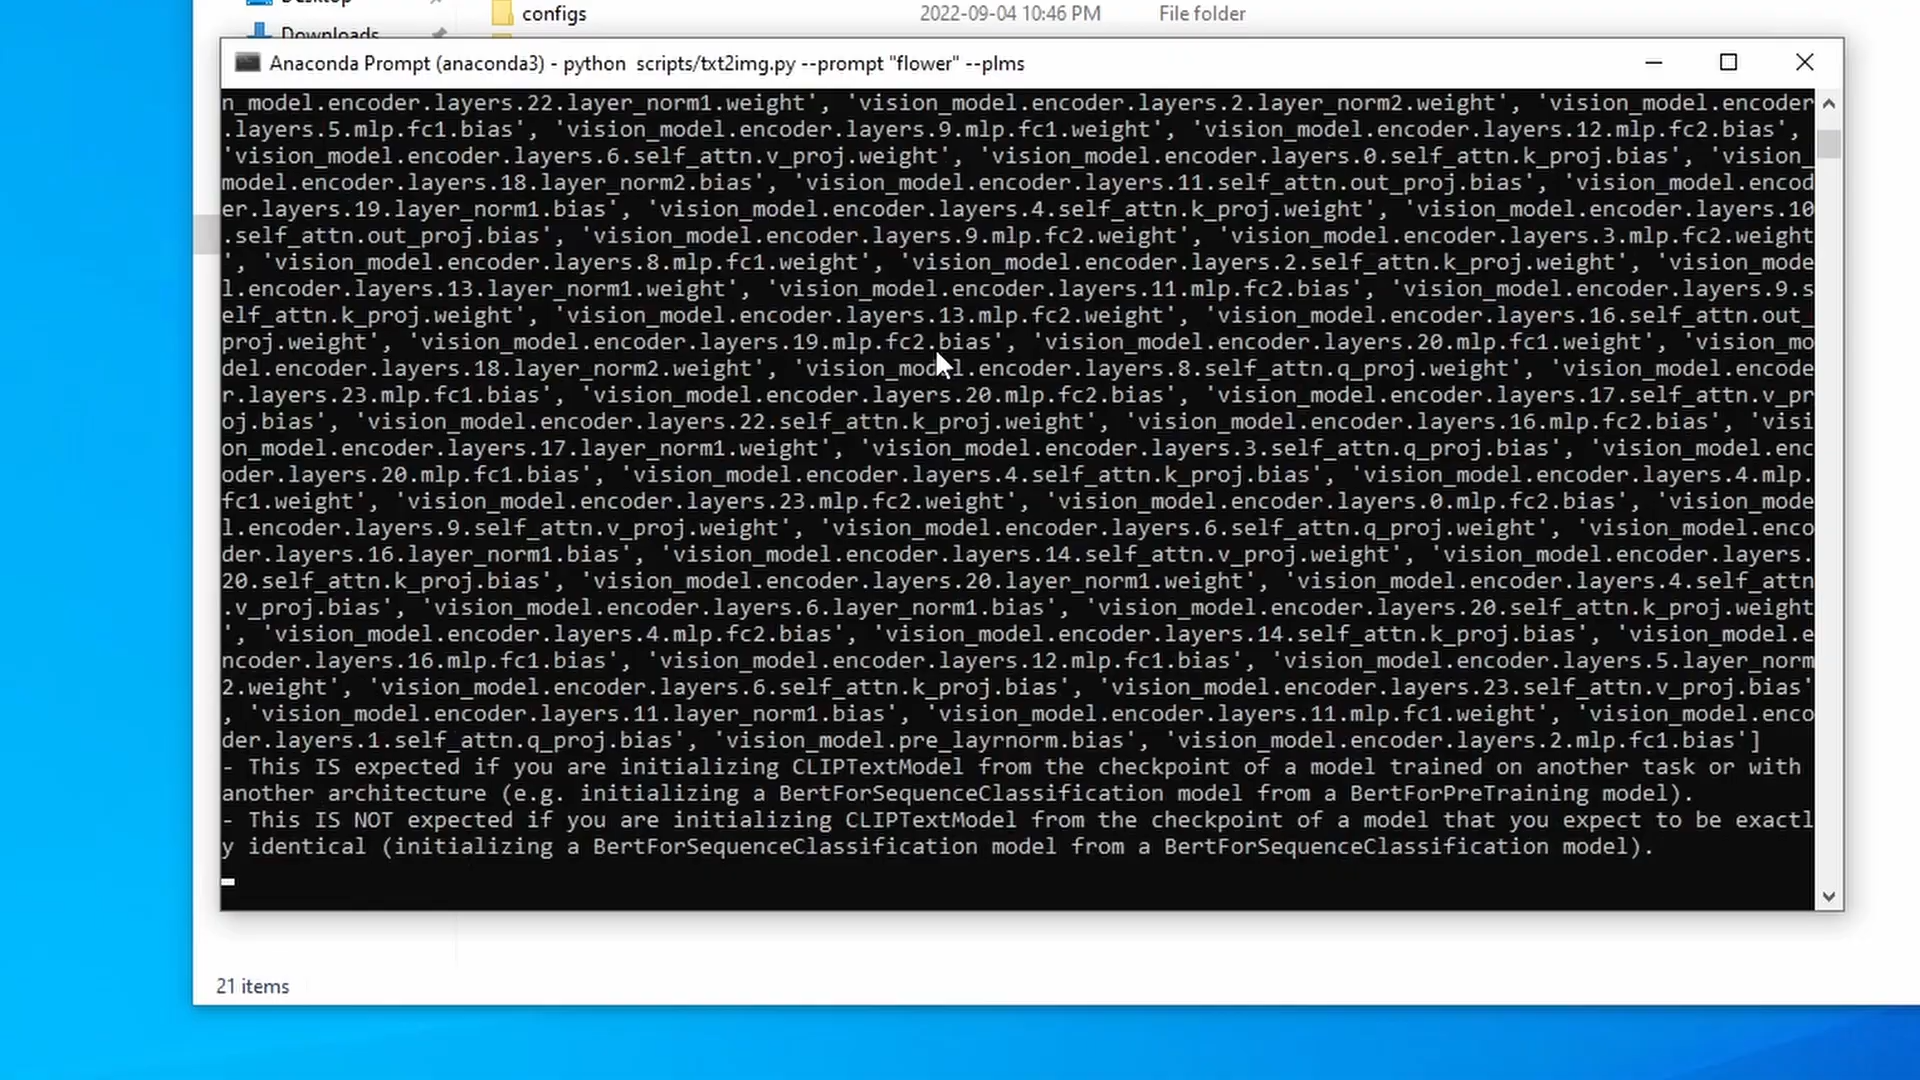 Desktop
configs 2022-09-04 10:46 PM File folder
Downloads
Anaconda Prompt (anaconda3) - python scripts/txt2img.py --prompt "flower" --plms
n_model.encoder.layers.22.layer_norm1.weight', 'vision_model.encoder.layers.2.layer_norm2.weight', 'vision_model.encoder
.layers.5.mlp.fc1.bias', 'vision_model.encoder.layers.9.mlp.fc1.weight', 'vision_model.encoder.layers.12.mlp.fc2.bias',
'vision_model.encoder.layers.6.self_attn.v_proj.weight', 'vision_model.encoder.layers.0.self_attn.k_proj.bias', 'vision_
model.encoder.layers.18.layer_norm2.bias', 'vision_model.encoder.layers.11.self_attn.out_proj.bias', 'vision_model.encod
er.layers.19.layer_norm1.bias', 'vision_model.encoder.layers.4.self_attn.k_proj.weight', 'vision_model.encoder.layers.10
.self_attn.out_proj.bias', 'vision_model.encoder.layers.9.mlp.fc2.weight', 'vision_model.encoder.layers.3.mlp.fc2.weight
', 'vision_model.encoder.layers.8.mlp.fc1.weight', 'vision_model.encoder.layers.2.self_attn.k_proj.weight', 'vision_mode
l.encoder.layers.13.layer_norm1.weight', 'vision_model.encoder.layers.11.mlp.fc2.bias', 'vision_model.encoder.layers.9.s
elf_attn.k_proj.weight', 'vision_model.encoder.layers.13.mlp.fc2.weight', 'vision_model.encoder.layers.16.self_attn.out_
proj.weight', 'vision_model.encoder.layers.19.mlp.fc2.bias', 'vision_model.encoder.layers.20.mlp.fc1.weight', 'vision_mo
del.encoder.layers.18.layer_norm2.weight', 'vision_model.encoder.layers.8.self_attn.q_proj.weight', 'vision_model.encode
r.layers.23.mlp.fc1.bias', 'vision_model.encoder.layers.20.mlp.fc2.bias', 'vision_model.encoder.layers.17.self_attn.v_pr
oj.bias', 'vision_model.encoder.layers.22.self_attn.k_proj.weight', 'vision_model.encoder.layers.16.mlp.fc2.bias', 'visi
on_model.encoder.layers.17.layer_norm1.weight', 'vision_model.encoder.layers.3.self_attn.q_proj.bias', 'vision_model.enc
oder.layers.20.mlp.fc1.bias', 'vision_model.encoder.layers.4.self_attn.k_proj.bias', 'vision_model.encoder.layers.4.mlp.
fc1.weight', 'vision_model.encoder.layers.23.mlp.fc2.weight', 'vision_model.encoder.layers.0.mlp.fc2.bias', 'vision_mode
l.encoder.layers.9.self_attn.v_proj.weight', 'vision_model.encoder.layers.6.self_attn.q_proj.weight', 'vision_model.enco
der.layers.16.layer_norm1.bias', 'vision_model.encoder.layers.14.self_attn.v_proj.weight', 'vision_model.encoder.layers.
20.self_attn.k_proj.bias', 'vision_model.encoder.layers.20.layer_norm1.weight', 'vision_model.encoder.layers.4.self_attn
.v_proj.bias', 'vision_model.encoder.layers.6.layer_norm1.bias', 'vision_model.encoder.layers.20.self_attn.k_proj.weight
', 'vision_model.encoder.layers.4.mlp.fc2.bias', 'vision_model.encoder.layers.14.self_attn.k_proj.bias', 'vision_model.e
ncoder.layers.16.mlp.fc1.bias', 'vision_model.encoder.layers.12.mlp.fc1.bias', 'vision_model.encoder.layers.5.layer_norm
2.weight', 'vision_model.encoder.layers.6.self_attn.k_proj.bias', 'vision_model.encoder.layers.23.self_attn.v_proj.bias'
, 'vision_model.encoder.layers.11.layer_norm1.bias', 'vision_model.encoder.layers.11.mlp.fc1.weight', 'vision_model.enco
der.layers.1.self_attn.q_proj.bias', 'vision_model.pre_layrnorm.bias', 'vision_model.encoder.layers.2.mlp.fc1.bias']
- This IS expected if you are initializing CLIPTextModel from the checkpoint of a model trained on another task or with
another architecture (e.g. initializing a BertForSequenceClassification model from a BertForPreTraining model).
- This IS NOT expected if you are initializing CLIPTextModel from the checkpoint of a model that you expect to be exactl
y identical (initializing a BertForSequenceClassification model from a BertForSequenceClassification model).
21 items